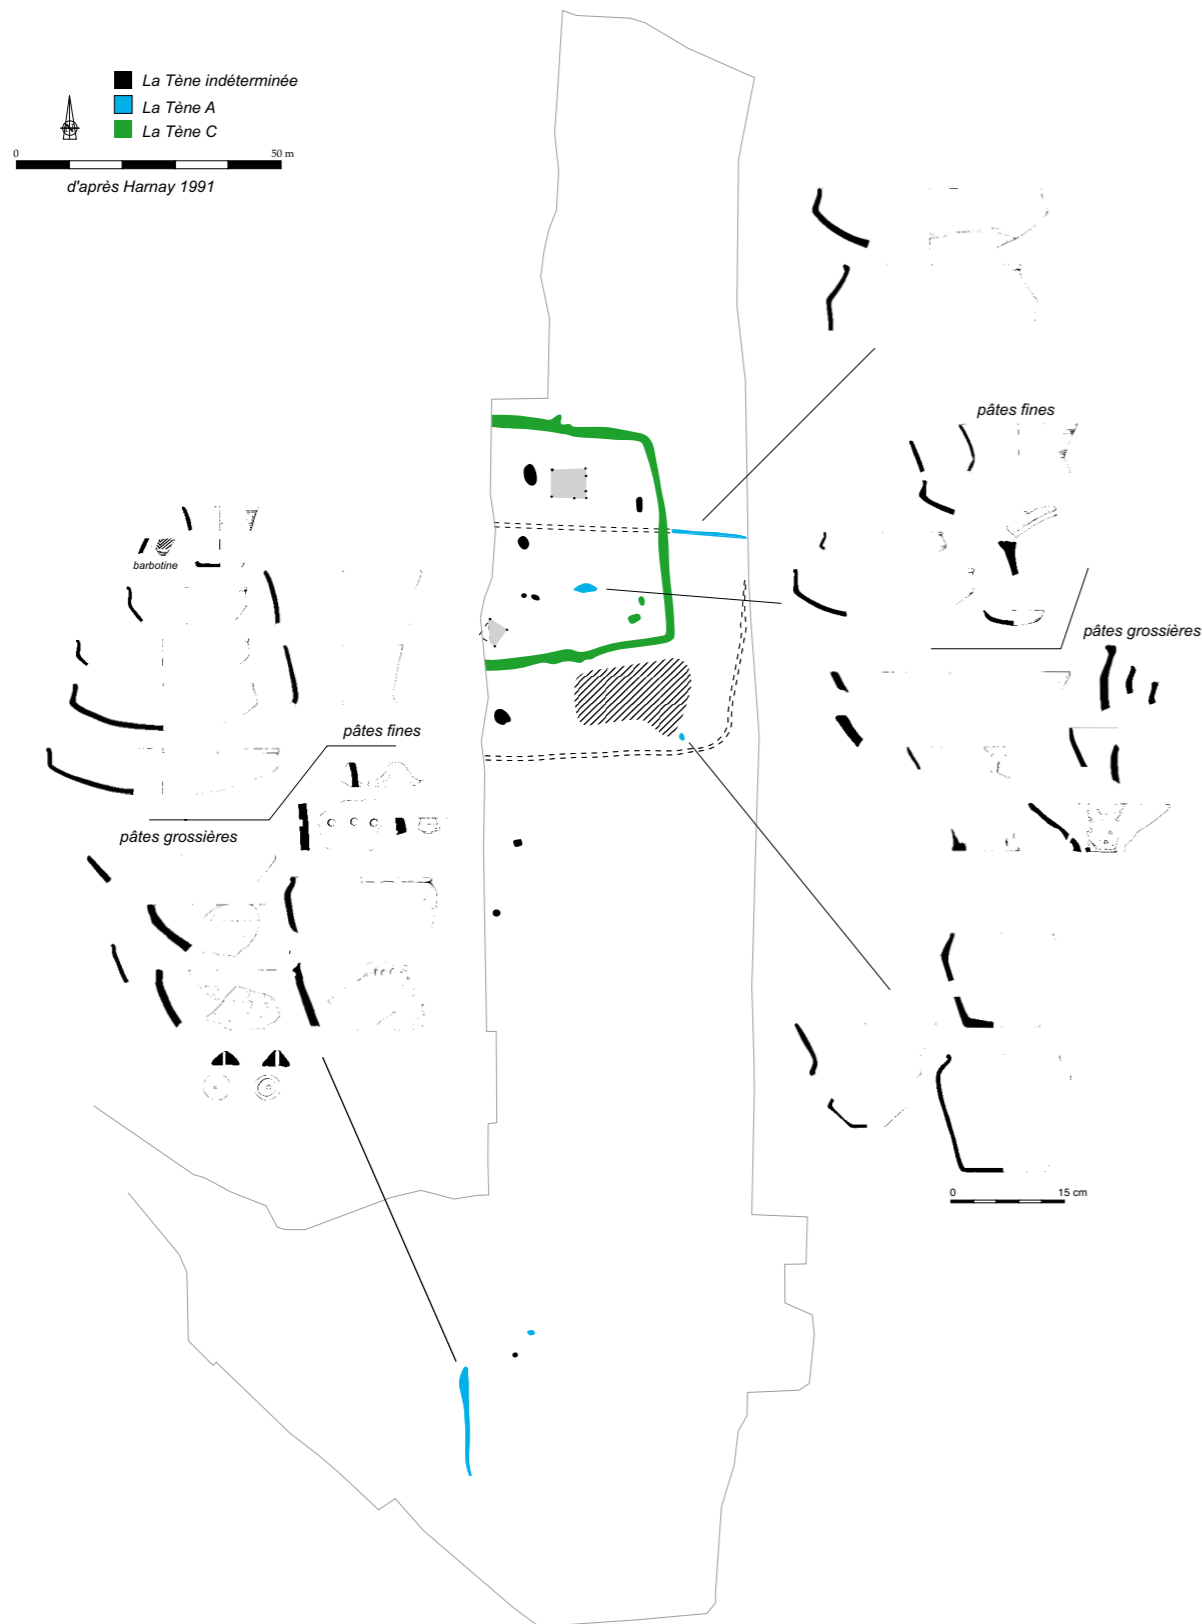 La Tène indéterminée
La Tène A
La Tène C
N
0 50 m
d'après Harnay 1991
pâtes fines
barbotine
pâtes grossières
pâtes fines
pâtes grossières
0 15 cm